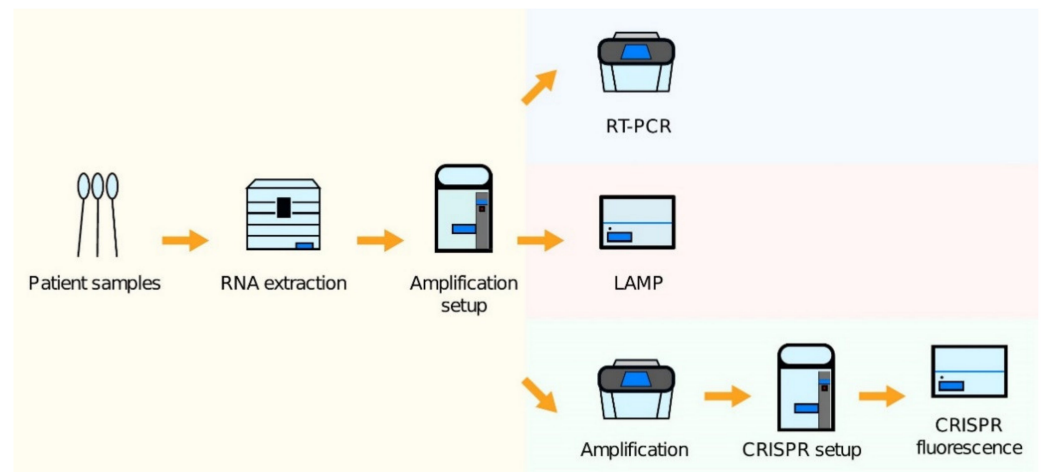 RT-PCR
Patient samples
RNA extraction
Amplification
setup
LAMP
Amplification
CRISPR setup
CRISPR
fluorescence